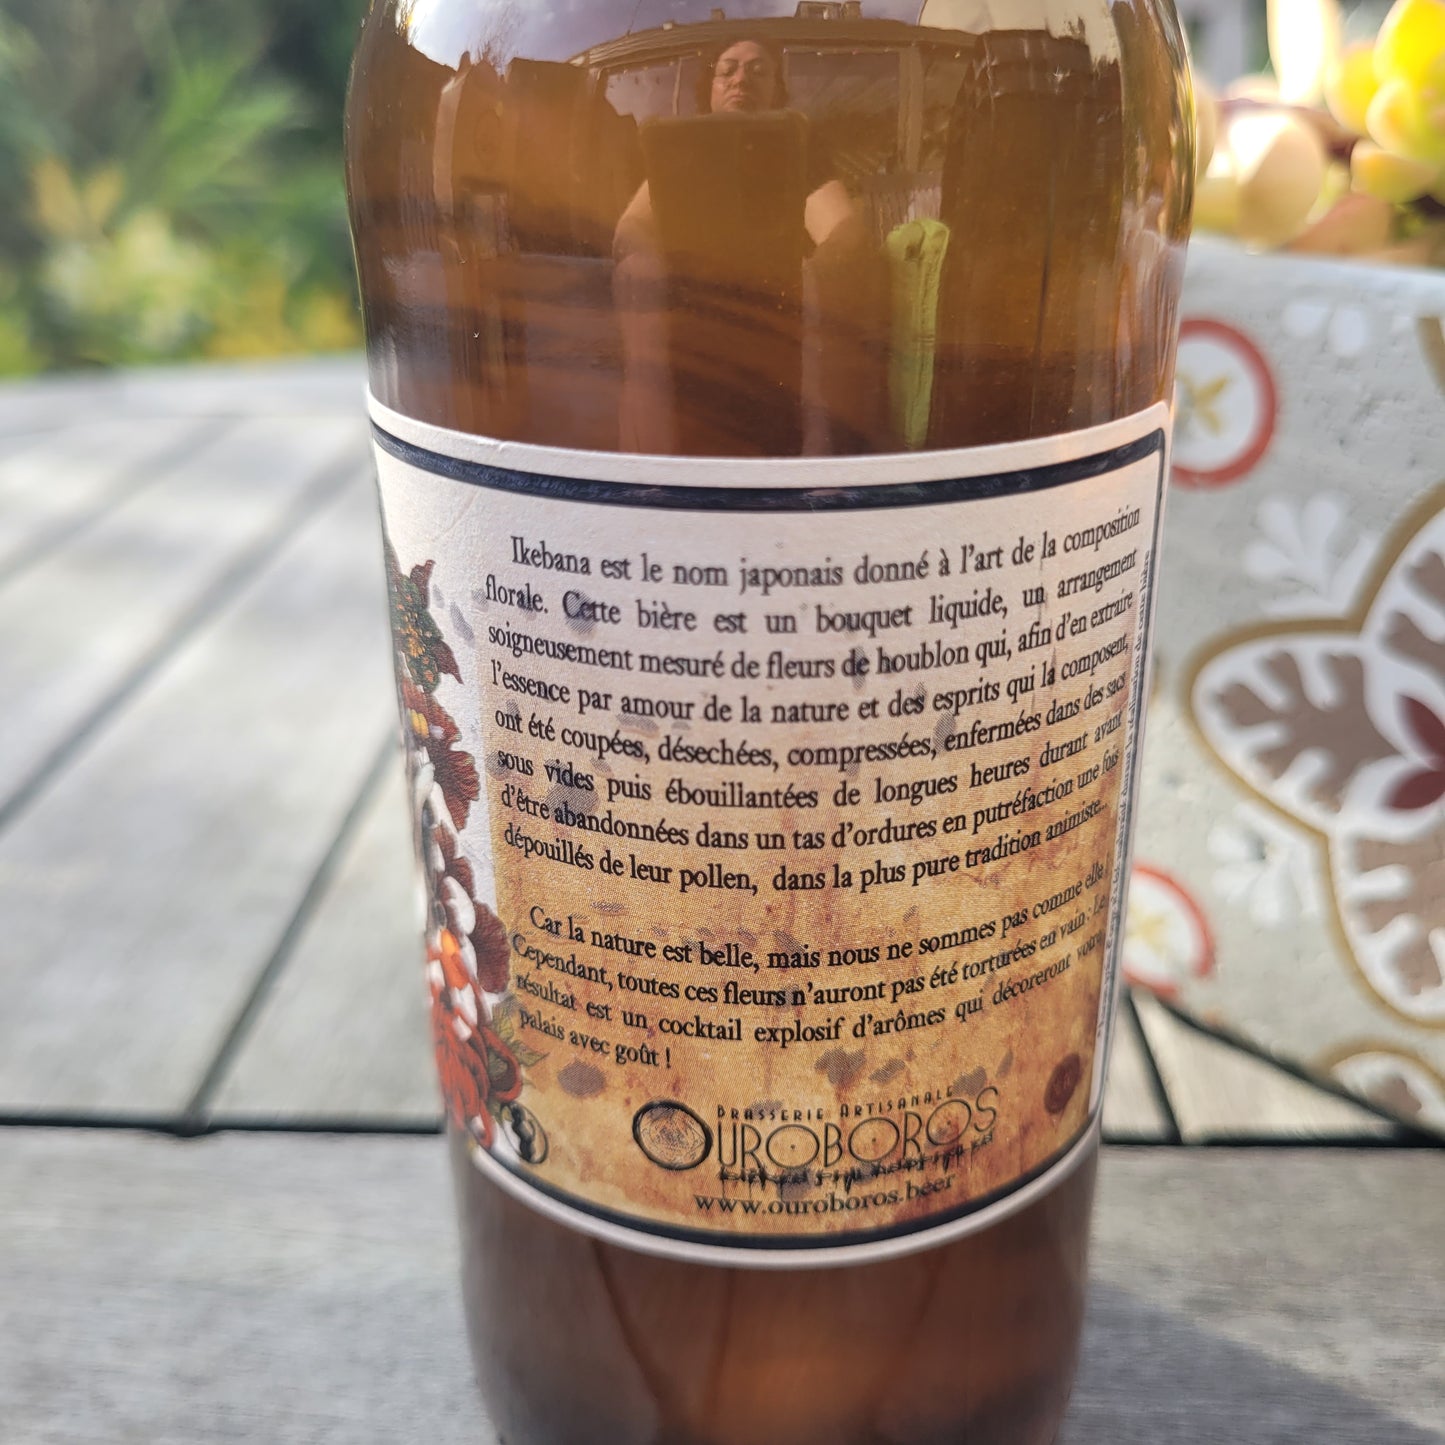 Ikebana est le nom japonais donné à l'art de la composition
florale. Cette bière est un bouquet liquide, un arrangement
soigneusement mesuré de fleurs de houblon qui, afin d'en extraire
l'essence par amour de la nature et des esprits qui la composent,
ont été coupées, désechées, compressées, enfermées dans des sacs
sous vides puis ébouillantées de longues heures durant avant
d'être abandonnées dans un tas d'ordures en putréfaction une fois
dépouillés de leur pollen, dans la plus pure tradition animiste...
Car la nature est belle, mais nous ne sommes pas comme elle !
Cependant, toutes ces fleurs n'auront pas été torturées en vain : Le
résultat est un cocktail explosif d'arômes qui décoreront votre
palais avec goût !
BRASSERIE ARTISANALE
OUROBOROS
www.ouroboros.beer